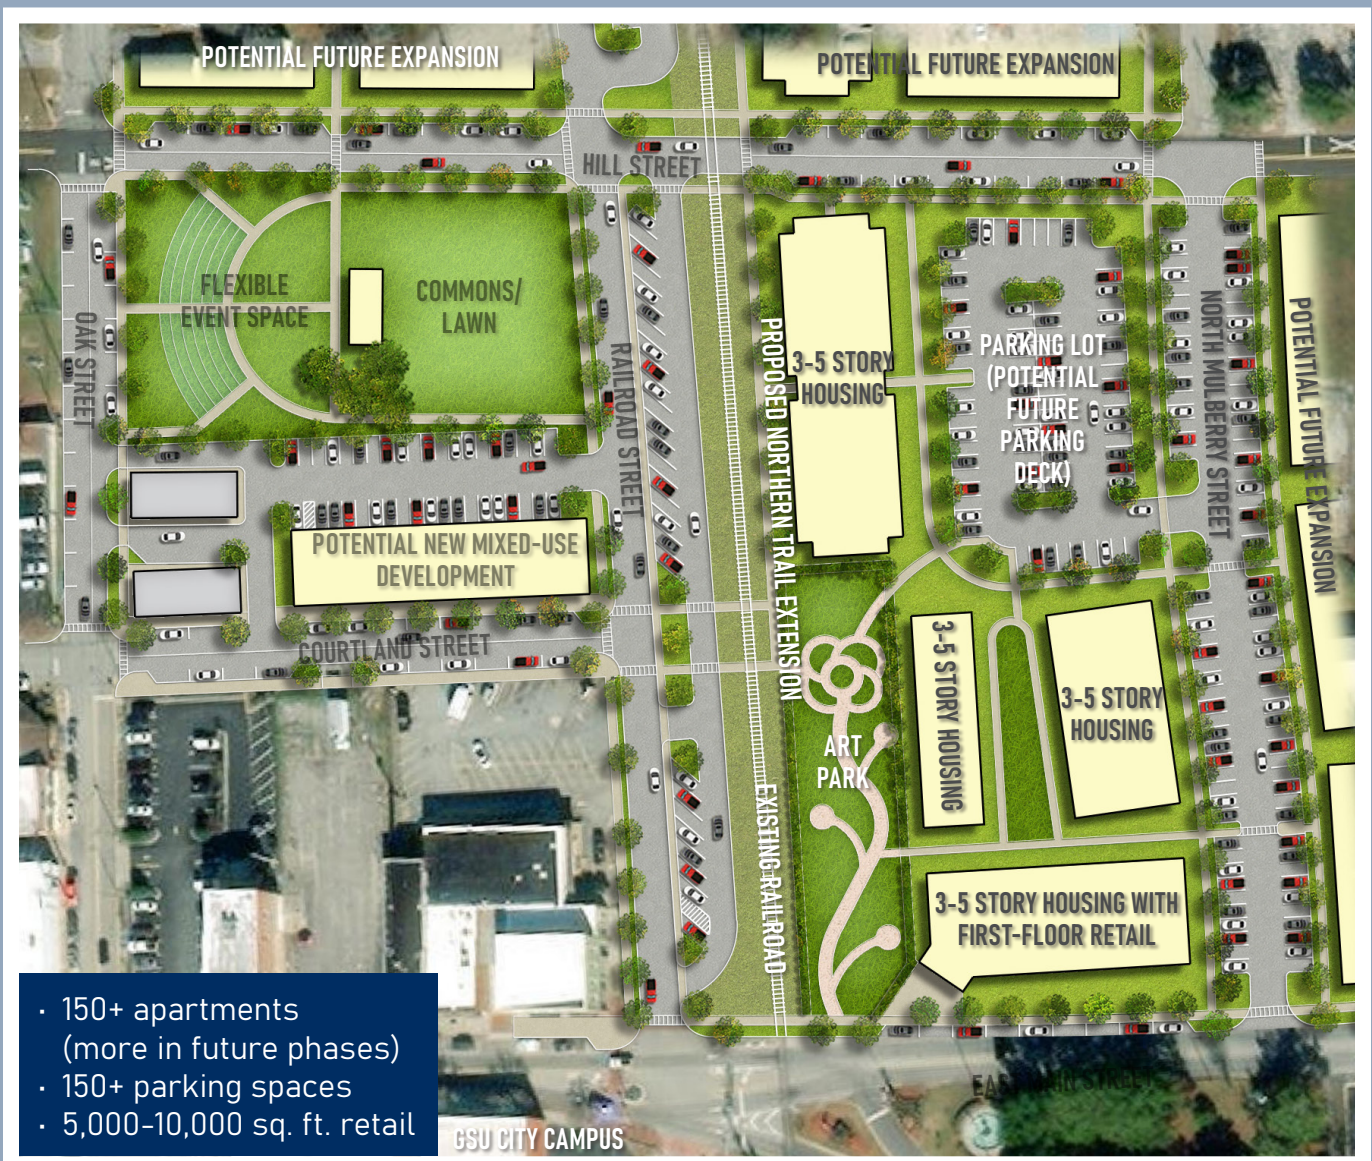 POTENTIAL FUTURE EXPANSION
POTENTIAL FUTURE EXPANSION
HILL STREET
FLEXIBLE
EVENT SPACE
COMMONS/
LAWN
OAK STREET
RAILROAD STREET
PROPOSED NORTHERN TRAIL EXTENSION
3-5 STORY
HOUSING
PARKING LOT
(POTENTIAL
FUTURE
PARKING
DECK)
NORTH MULBERRY STREET
POTENTIAL FUTURE EXPANSION
POTENTIAL NEW MIXED-USE
DEVELOPMENT
COURTLAND STREET
3-5 STORY HOUSING
3-5 STORY
HOUSING
ART
PARK
EXISTING RAILROAD
3-5 STORY HOUSING WITH
FIRST-FLOOR RETAIL
· 150+ apartments
(more in future phases)
· 150+ parking spaces
· 5,000-10,000 sq. ft. retail
EAST MAIN STREET
GSU CITY CAMPUS